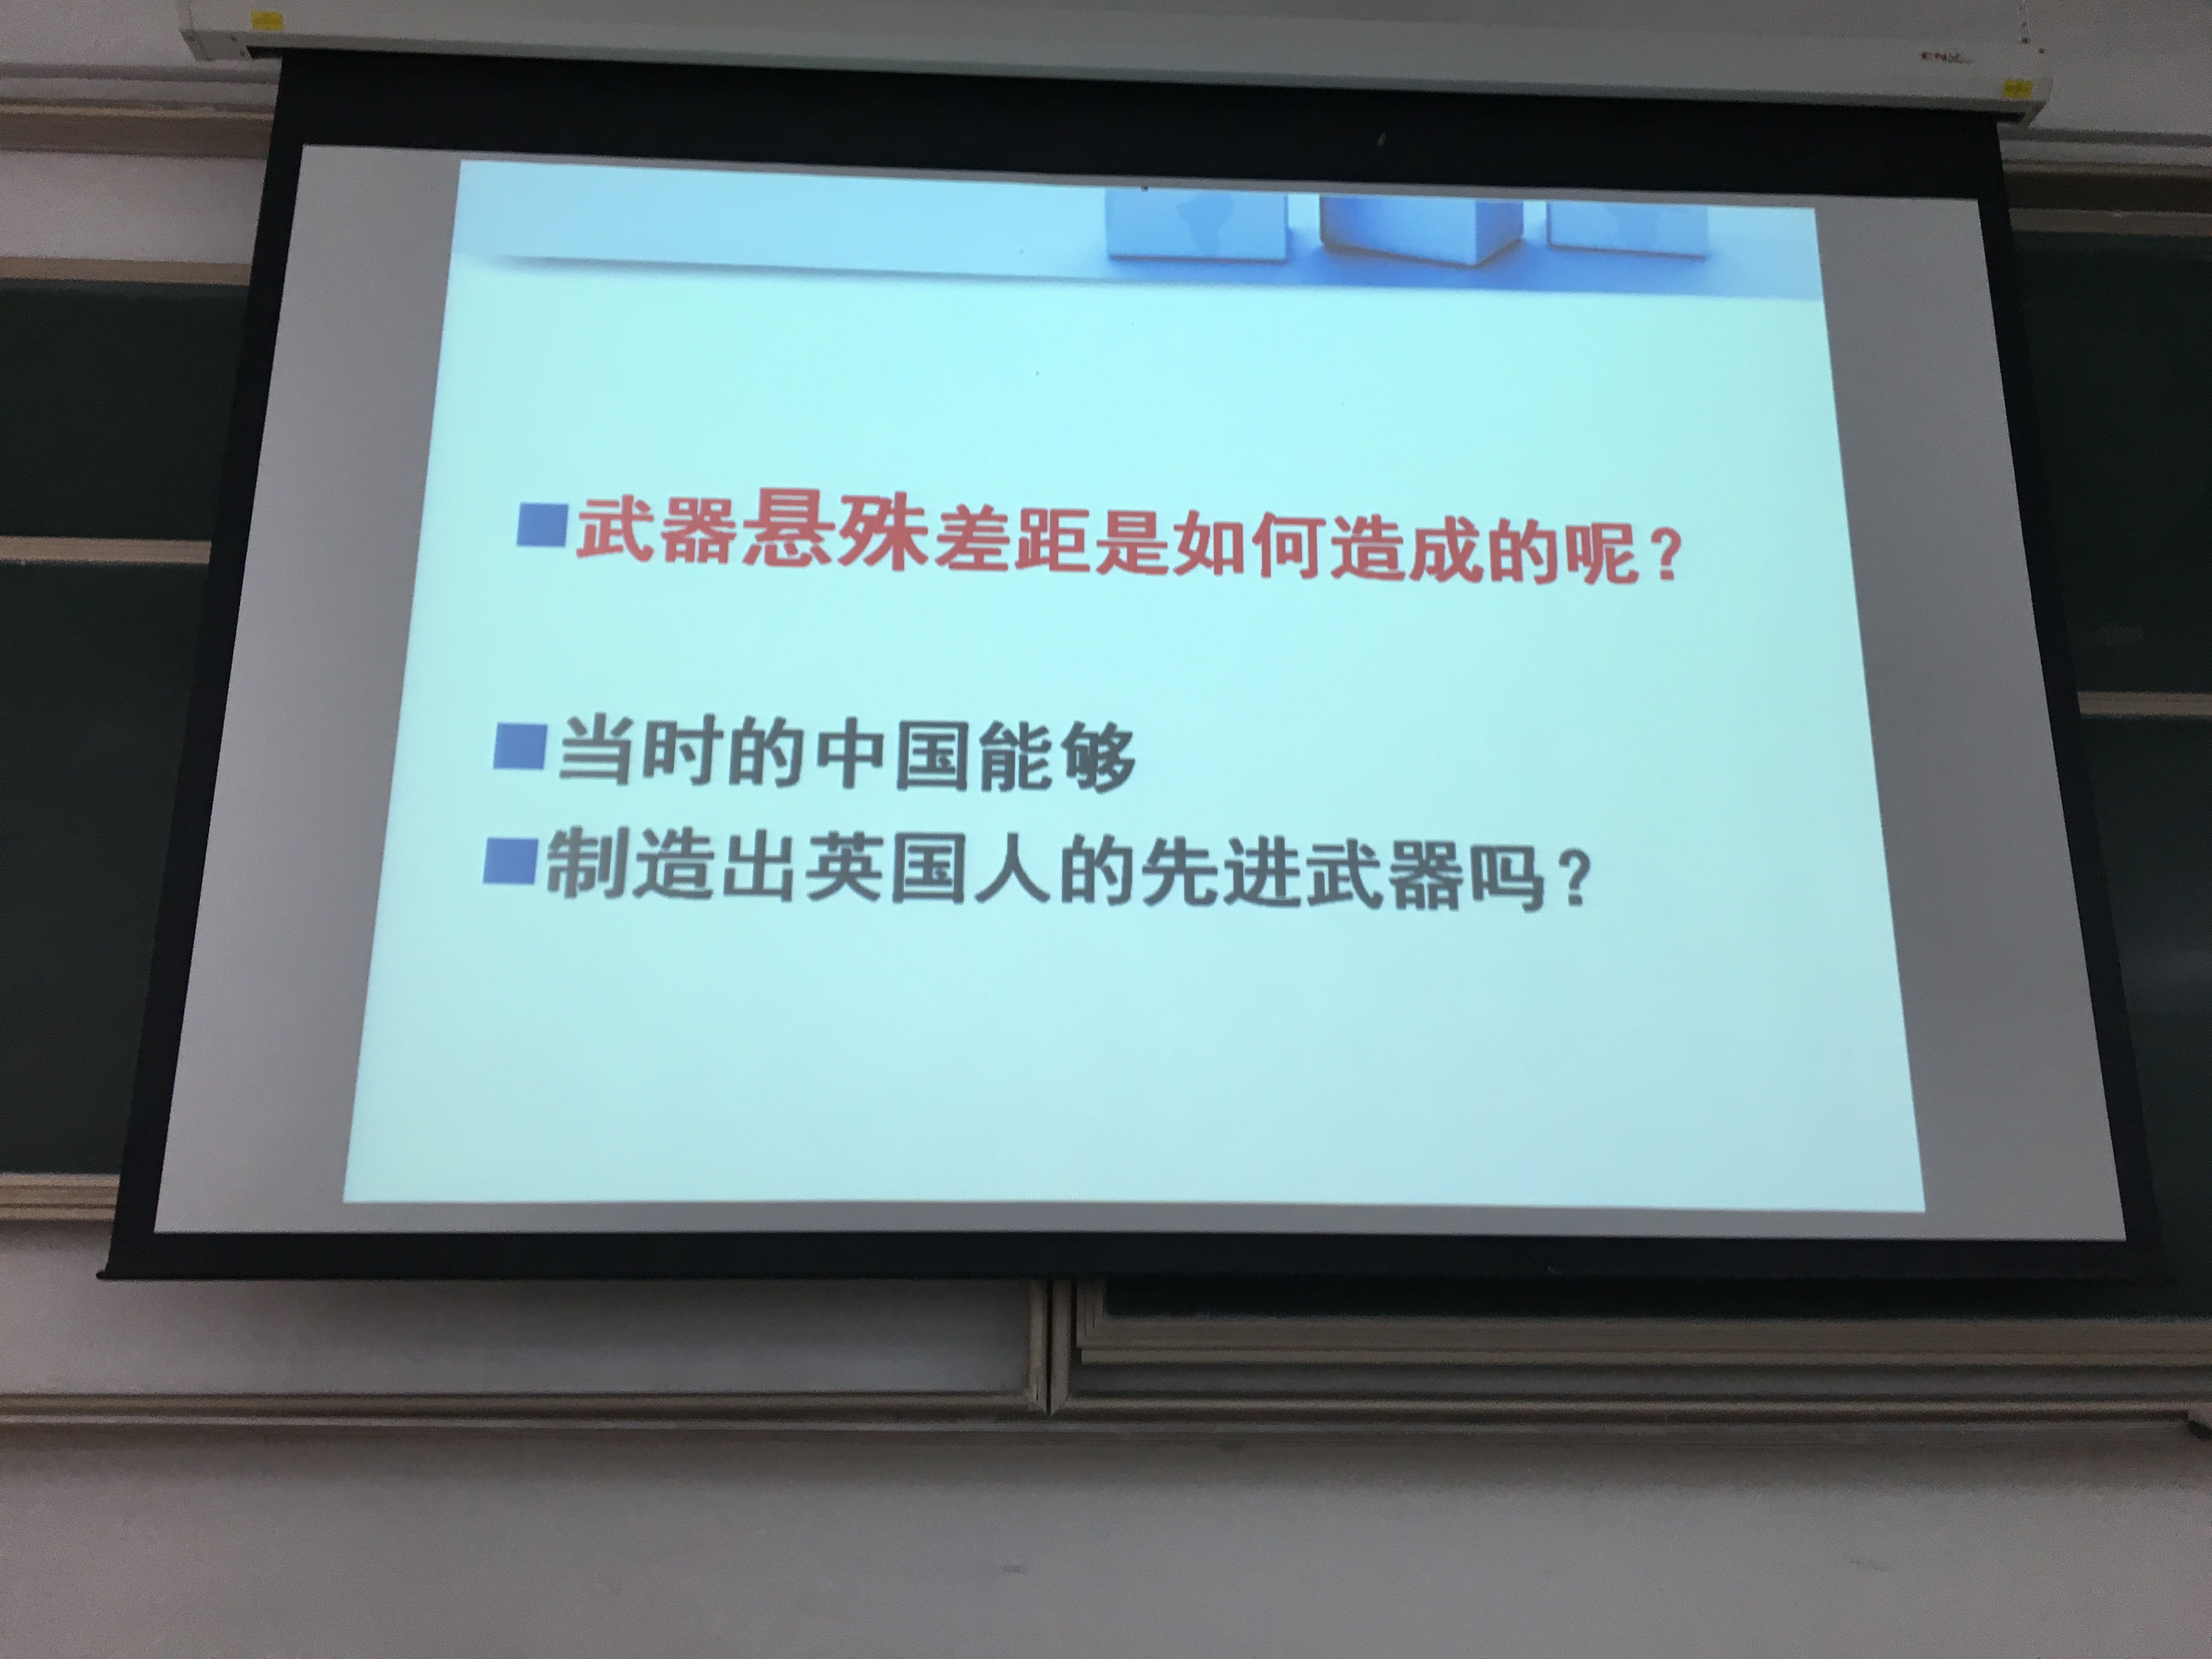 武器悬殊差距是如何造成的呢？
当时的中国能够
制造出英国人的先进武器吗？